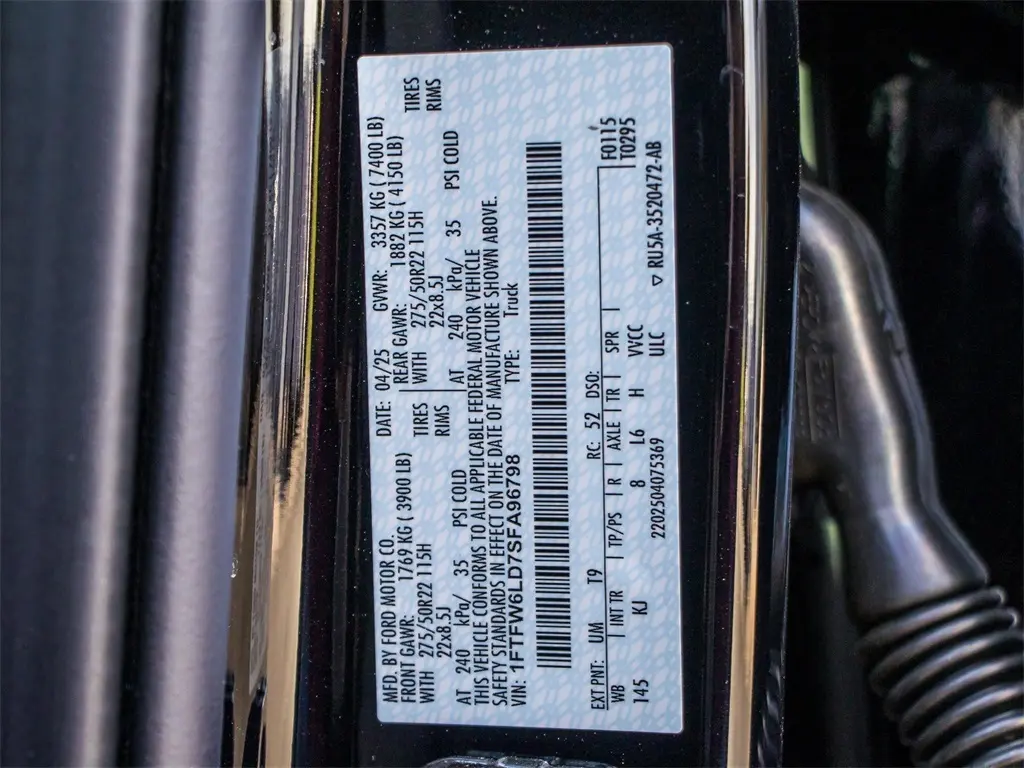 MFD. BY FORD MOTOR CO. DATE: 04/25 GVWR: 3357 KG ( 7400 LB)
FRONT GAWR: 1769 KG ( 3900 LB) REAR GAWR: 1882 KG ( 4150 LB)
WITH 275/50R22 115H TIRES WITH 275/50R22 115H TIRES
22x8.5J RIMS 22x8.5J RIMS
AT 240 kPa/ 35 PSI COLD AT 240 kPa/ 35 PSI COLD
THIS VEHICLE CONFORMS TO ALL APPLICABLE FEDERAL MOTOR VEHICLE
SAFETY STANDARDS IN EFFECT ON THE DATE OF MANUFACTURE SHOWN ABOVE.
VIN: 1FTFW6LD7SFA96798 TYPE: Truck
EXT PNT: UM T9 RC: 52 DSO: F0115
WB INT TR TP/PS R AXLE TR SPR T0295
145 KJ 8 L6 H VVCC
2202504075369 ULC ▽ RU5A-3520472-AB